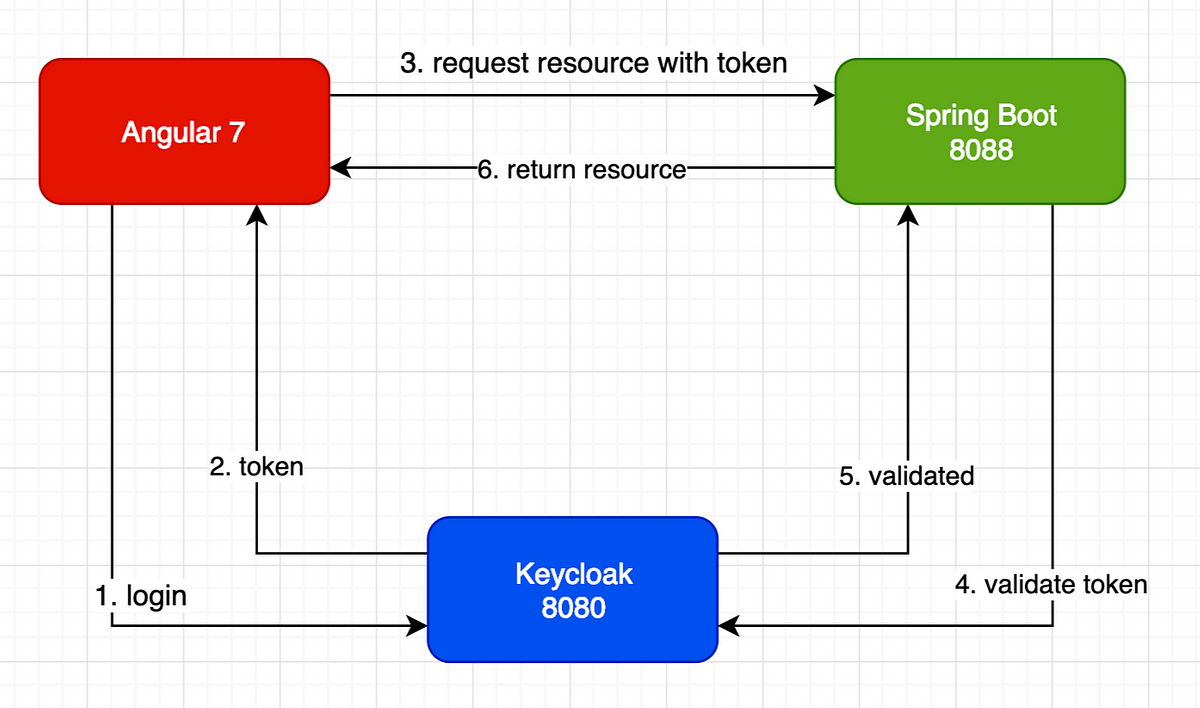 3. request resource with token
Angular 7
Spring Boot
8088
6. return resource
2. token
5. validated
Keycloak
8080
1. login
4. validate token